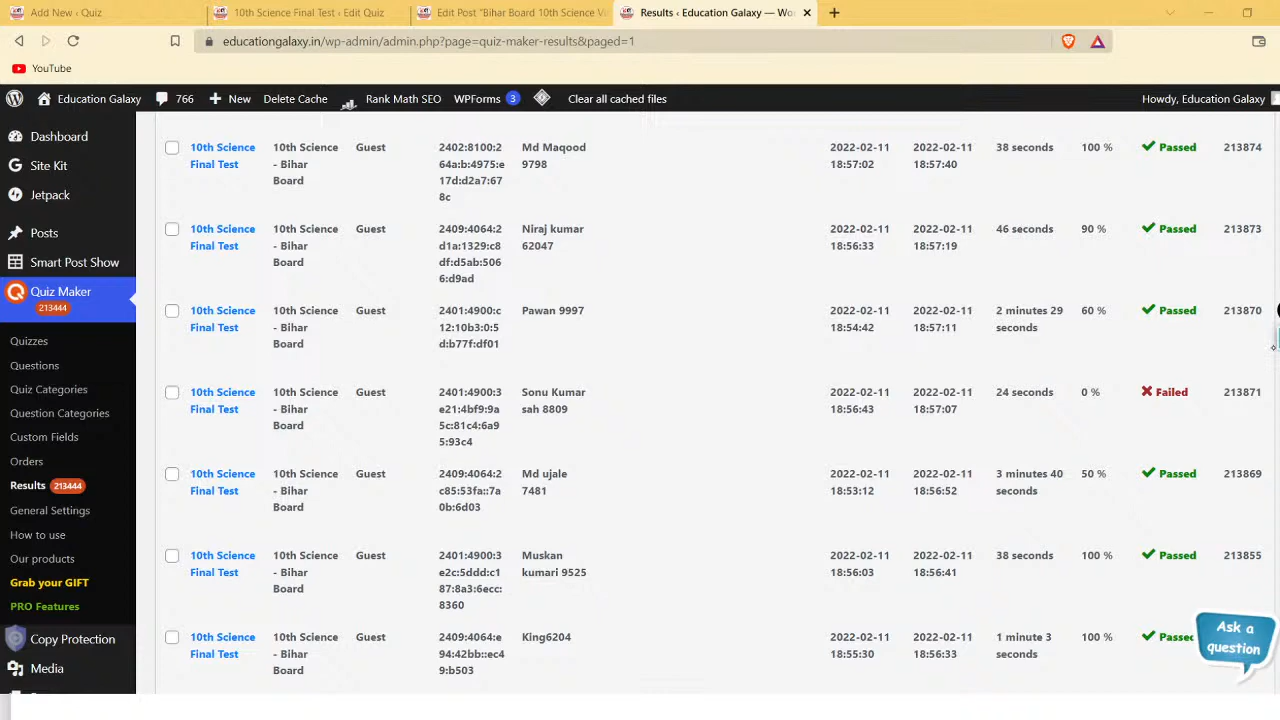 Add New ‹ Quiz
10th Science Final Test ‹ Edit Quiz
Edit Post "Bihar Board 10th Science V
Results ‹ Education Galaxy — Wo
educationgalaxy.in/wp-admin/admin.php?page=quiz-maker-results&paged=1
YouTube
Education Galaxy 766 New Delete Cache Rank Math SEO WPForms 3 Clear all cached files Howdy, Education Galaxy
Dashboard
Site Kit
Jetpack
Posts
Smart Post Show
Quiz Maker
213444
Quizzes
Questions
Quiz Categories
Question Categories
Custom Fields
Orders
Results 213444
General Settings
How to use
Our products
Grab your GIFT
PRO Features
Copy Protection
Media
10th Science 10th Science Guest 2402:8100:2 Md Maqood 2022-02-11 2022-02-11 38 seconds 100 % Passed 213874
Final Test - Bihar 64a:b:4975:e 9798 18:57:02 18:57:40
Board 17d:d2a7:67
8c
10th Science 10th Science Guest 2409:4064:2 Niraj kumar 2022-02-11 2022-02-11 46 seconds 90 % Passed 213873
Final Test - Bihar d1a:1329:c8 62047 18:56:33 18:57:19
Board df:d5ab:506
6:d9ad
10th Science 10th Science Guest 2401:4900:c Pawan 9997 2022-02-11 2022-02-11 2 minutes 29 60 % Passed 213870
Final Test - Bihar 12:10b3:0:5 18:54:42 18:57:11 seconds
Board d:b77f:df01
10th Science 10th Science Guest 2401:4900:3 Sonu Kumar 2022-02-11 2022-02-11 24 seconds 0 % Failed 213871
Final Test - Bihar e21:4bf9:9a sah 8809 18:56:43 18:57:07
Board 5c:81c4:6a9
5:93c4
10th Science 10th Science Guest 2409:4064:2 Md ujale 2022-02-11 2022-02-11 3 minutes 40 50 % Passed 213869
Final Test - Bihar c85:53fa::7a 7481 18:53:12 18:56:52 seconds
Board 0b:6d03
10th Science 10th Science Guest 2401:4900:3 Muskan 2022-02-11 2022-02-11 38 seconds 100 % Passed 213855
Final Test - Bihar e2c:5ddd:c1 kumari 9525 18:56:03 18:56:41
Board 87:8a3:6ecc:
8360
10th Science 10th Science Guest 2409:4064:e King6204 2022-02-11 2022-02-11 1 minute 3 100 % Passed 213854
Final Test - Bihar 94:42bb::ec4 18:55:30 18:56:33 seconds
Board 9:b503
Ask a
question